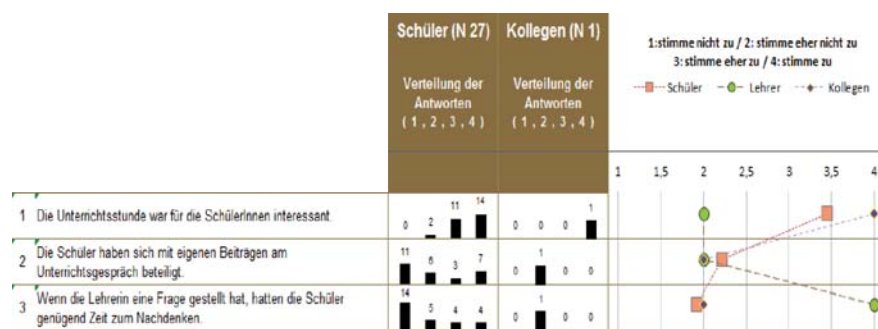 Schüler (N 27) Kollegen (N 1)
1:stimme nicht zu / 2: stimme eher nicht zu
3: stimme eher zu / 4: stimme zu
Verteilung der Verteilung der
Antworten Antworten
( 1 , 2 , 3 , 4 ) ( 1 , 2 , 3 , 4 )
Schüler Lehrer Kollegen
1 1,5 2 2,5 3 3,5 4
1 Die Unterrichtsstunde war für die SchülerInnen interessant. 0 2 11 14 0 0 0 1
2 Die Schüler haben sich mit eigenen Beiträgen am
Unterrichtsgespräch beteiligt. 11 6 3 7 0 1 0 0
3 Wenn die Lehrerin eine Frage gestellt hat, hatten die Schüler
genügend Zeit zum Nachdenken. 14 5 4 4 0 1 0 0